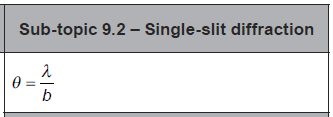 Sub-topic 9.2 – Single-slit diffraction
θ = λ/b